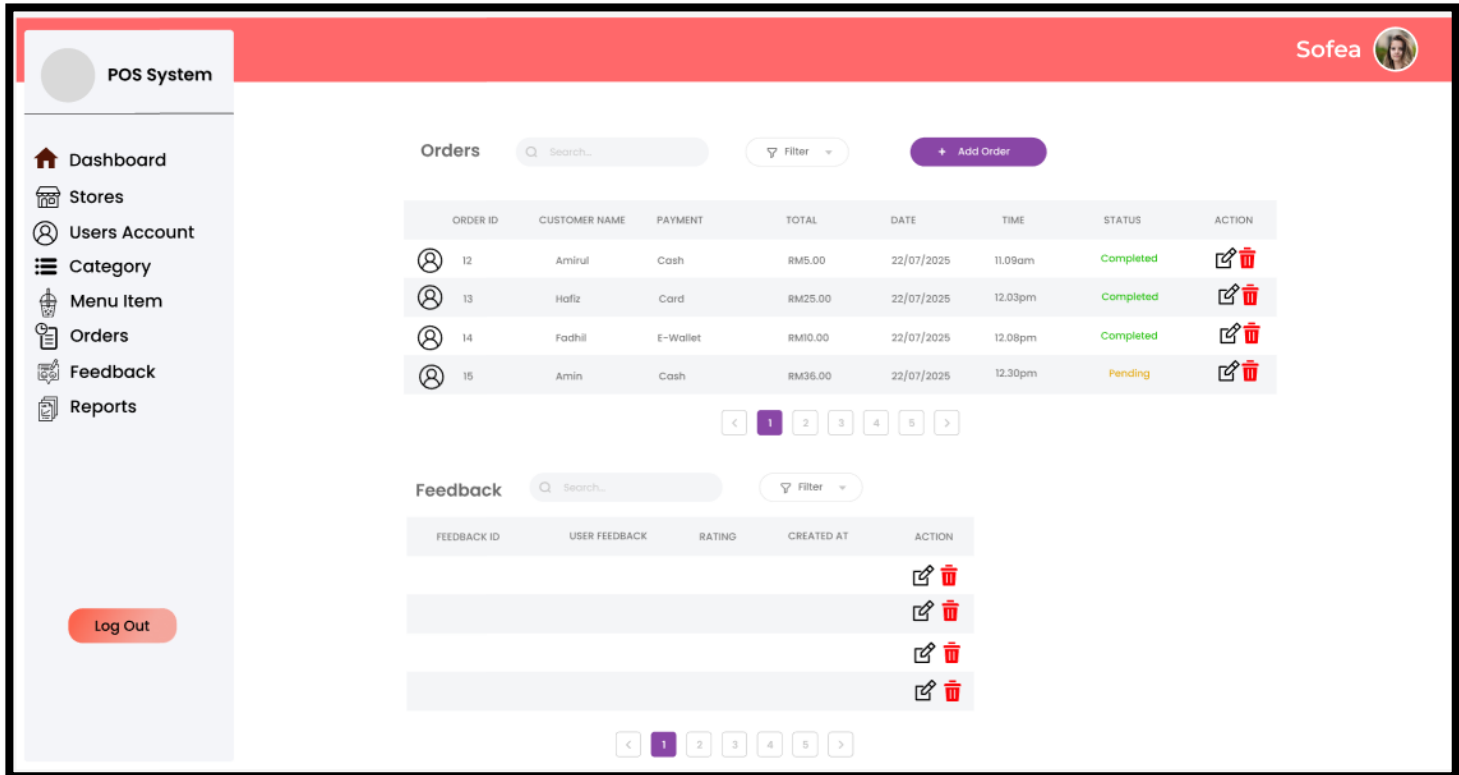 Sofea
POS System
Dashboard
Stores
Users Account
Category
Menu Item
Orders
Feedback
Reports
Log Out
Orders Search... Filter + Add Order
ORDER ID CUSTOMER NAME PAYMENT TOTAL DATE TIME STATUS ACTION
12 Amirul Cash RM5.00 22/07/2025 11.09am Completed
13 Hafiz Card RM25.00 22/07/2025 12.03pm Completed
14 Fadhil E-Wallet RM10.00 22/07/2025 12.08pm Completed
15 Amin Cash RM36.00 22/07/2025 12.30pm Pending
< 1 2 3 4 5 >
Feedback Search... Filter
FEEDBACK ID USER FEEDBACK RATING CREATED AT ACTION
< 1 2 3 4 5 >